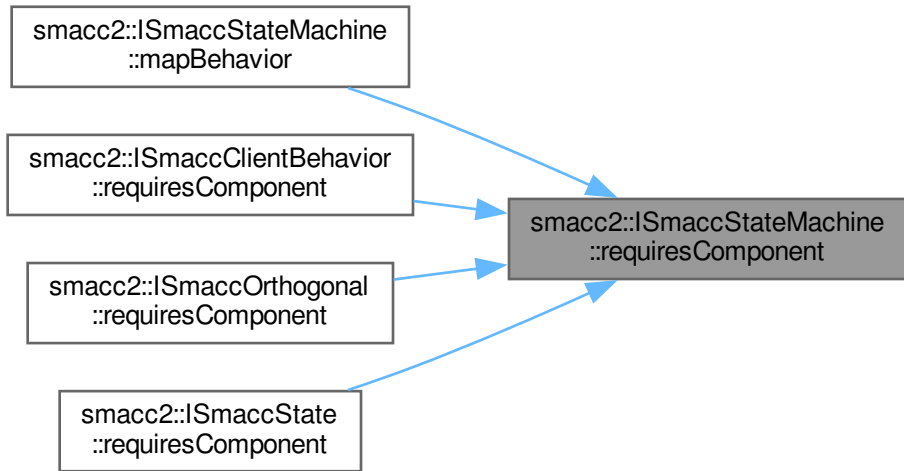 smacc2::ISmaccStateMachine
::mapBehavior
smacc2::ISmaccClientBehavior
::requiresComponent
smacc2::ISmaccStateMachine
::requiresComponent
smacc2::ISmaccOrthogonal
::requiresComponent
smacc2::ISmaccState
::requiresComponent